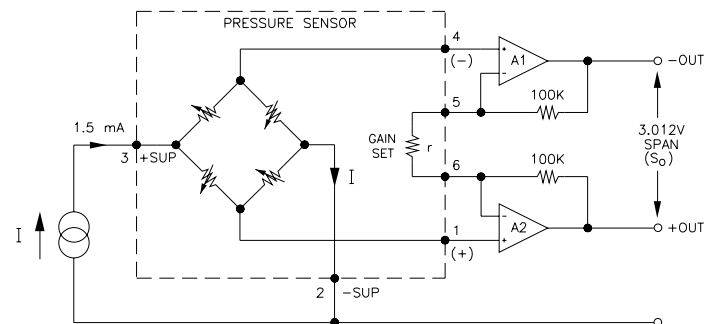 PRESSURE SENSOR
4
(-)
+
A1
-
-OUT
100K
5
1.5 mA
3
+SUP
GAIN
SET
r
3.012V
SPAN
(So)
I
6
100K
I
-
A2
+
1
(+)
+OUT
2
-SUP